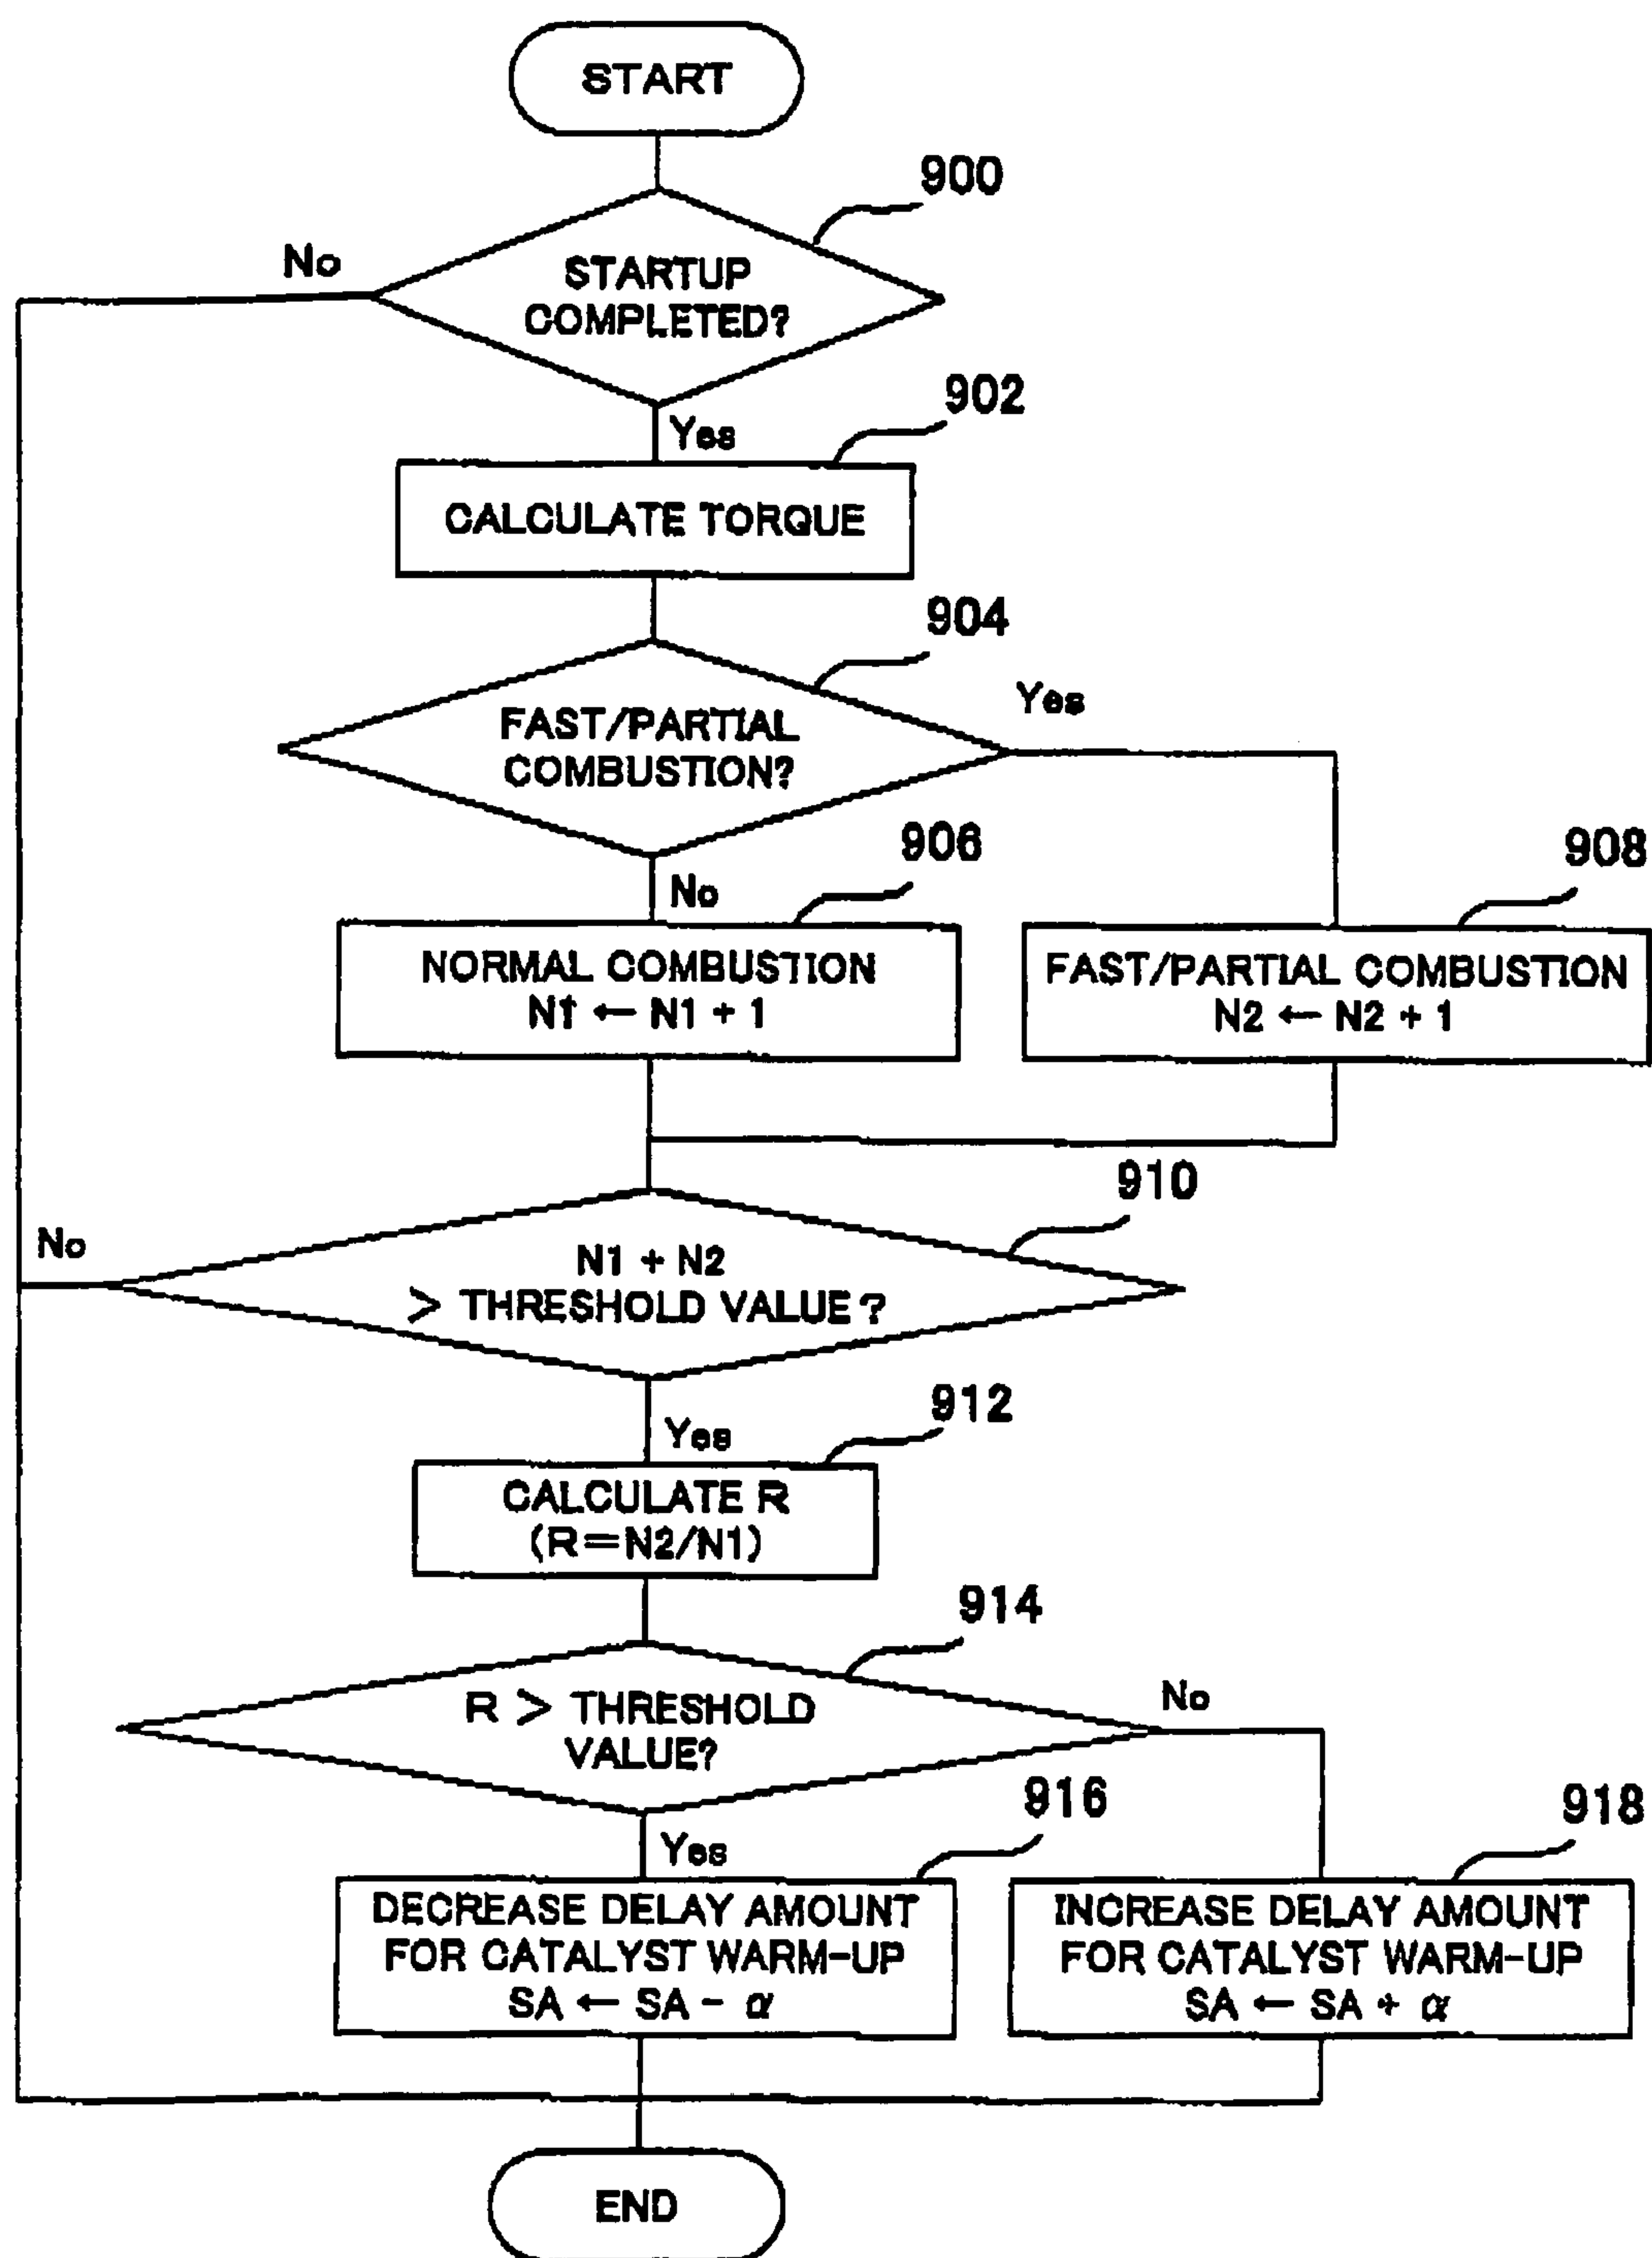 START
900
No
STARTUP
COMPLETED?
902
Yes
CALCULATE TORQUE
904
Yes
FAST/PARTIAL
COMBUSTION?
906
908
No
NORMAL COMBUSTION
N1 ← N1 + 1
FAST/PARTIAL COMBUSTION
N2 ← N2 + 1
910
No
N1 + N2
> THRESHOLD VALUE?
912
Yes
CALCULATE R
(R=N2/N1)
914
No
R > THRESHOLD
VALUE?
916
918
Yes
DECREASE DELAY AMOUNT
FOR CATALYST WARM-UP
SA ← SA - α
INCREASE DELAY AMOUNT
FOR CATALYST WARM-UP
SA ← SA + α
END